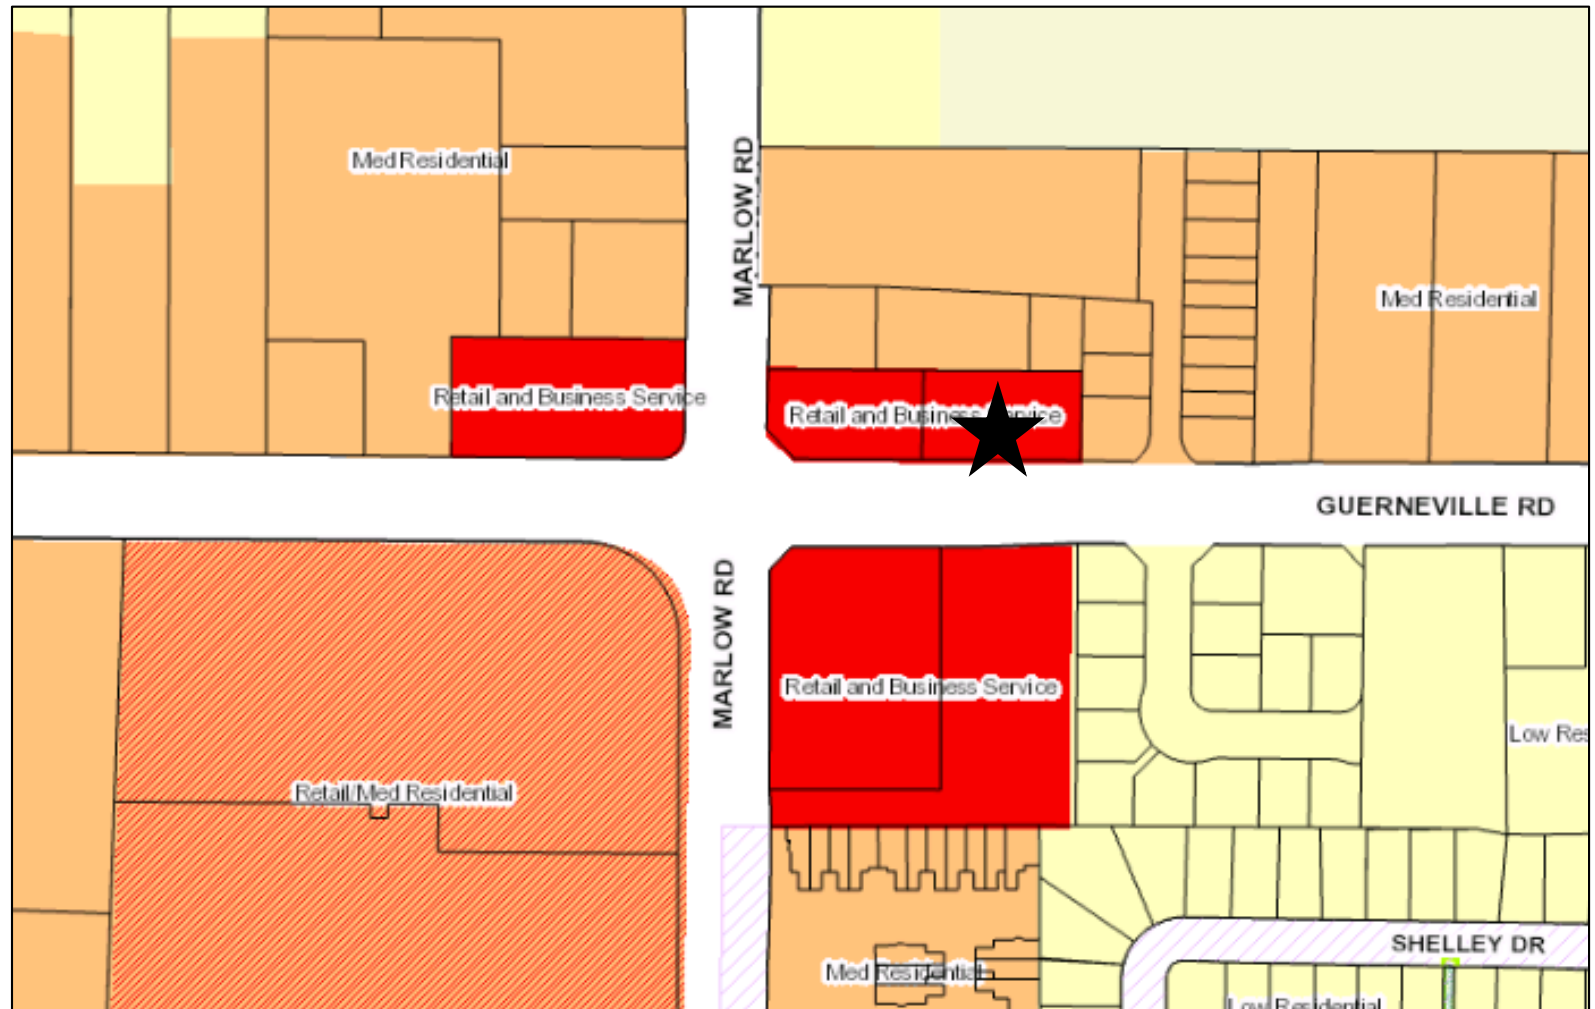 Med Residential
MARLOW RD
Med Residential
Retail and Business Service
Retail and Business Service
GUERNEVILLE RD
MARLOW RD
Retail and Business Service
Low Res
Retail/Med Residential
SHELLEY DR
Med Residential
Low Residential